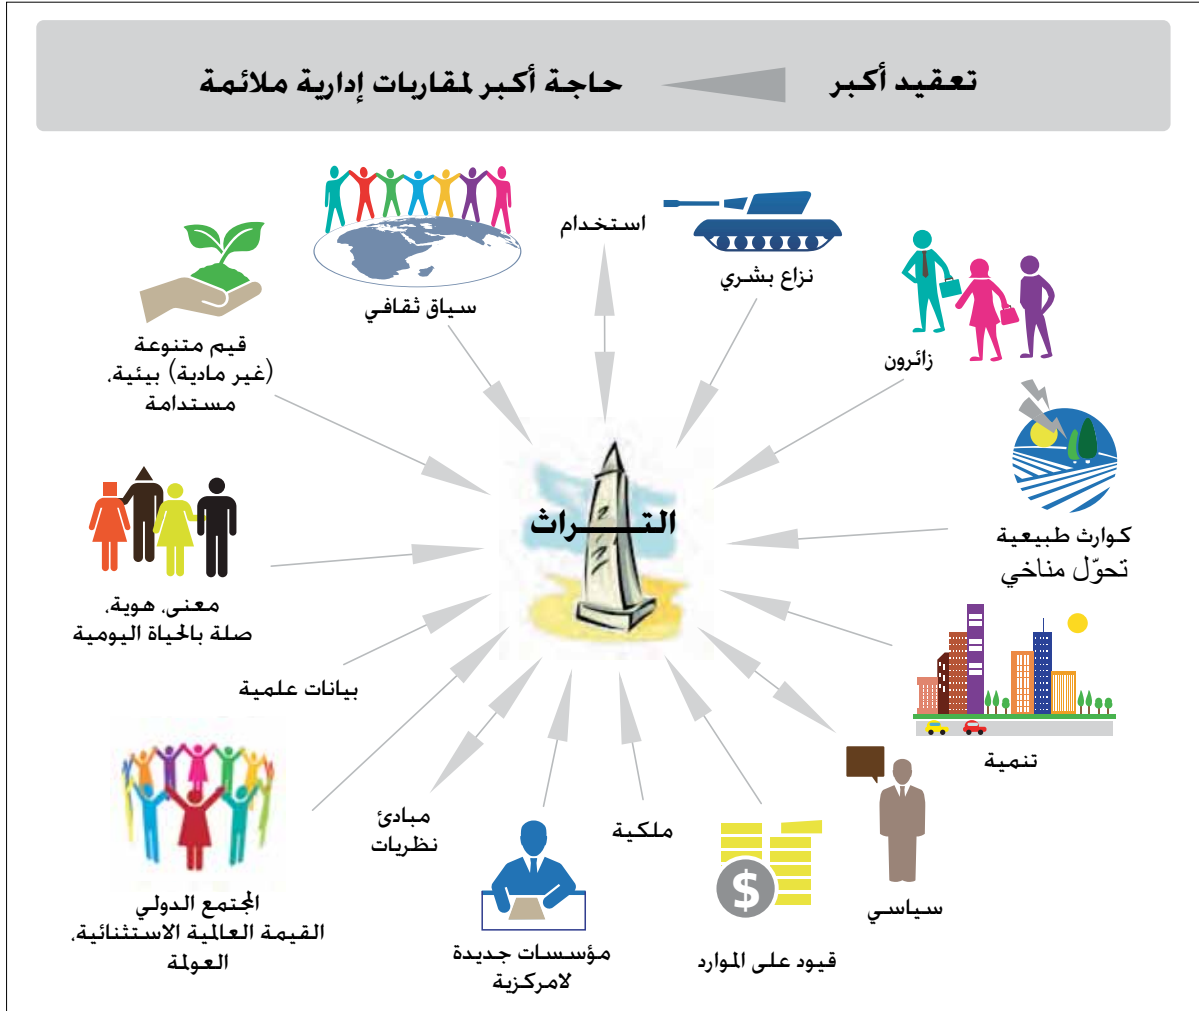 تعقيد أكبر
حاجة أكبر لمقاربات إدارية ملائمة
استخدام
نزاع بشري
زائرون
كوارث طبيعية
تحوّل مناخي
تنمية
سياسي
قيود على الموارد
ملكية
مؤسسات جديدة
لامركزية
مبادئ
نظريات
المجتمع الدولي
القيمة العالمية الاستثنائية،
العولمة
بيانات علمية
معنى، هوية،
صلة بالحياة اليومية
قيم متنوعة
(غير مادية) بيئية،
مستدامة
سياق ثقافي
التـــــراث
$